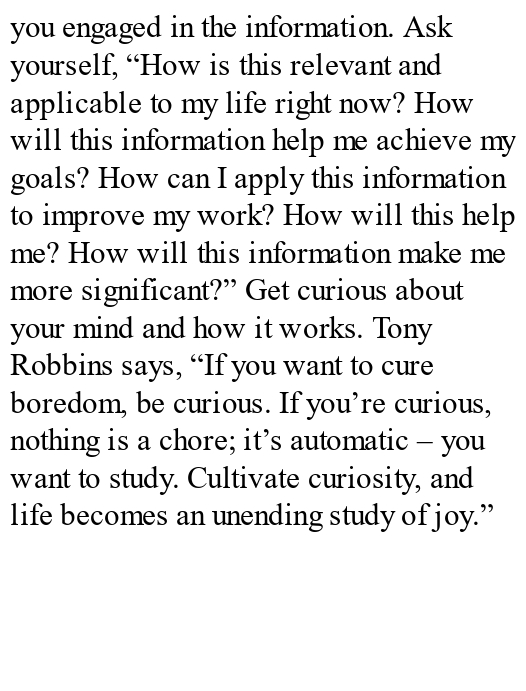 you engaged in the information. Ask
yourself, “How is this relevant and
applicable to my life right now? How
will this information help me achieve my
goals? How can I apply this information
to improve my work? How will this help
me? How will this information make me
more significant?” Get curious about
your mind and how it works. Tony
Robbins says, “If you want to cure
boredom, be curious. If you’re curious,
nothing is a chore; it’s automatic – you
want to study. Cultivate curiosity, and
life becomes an unending study of joy.”